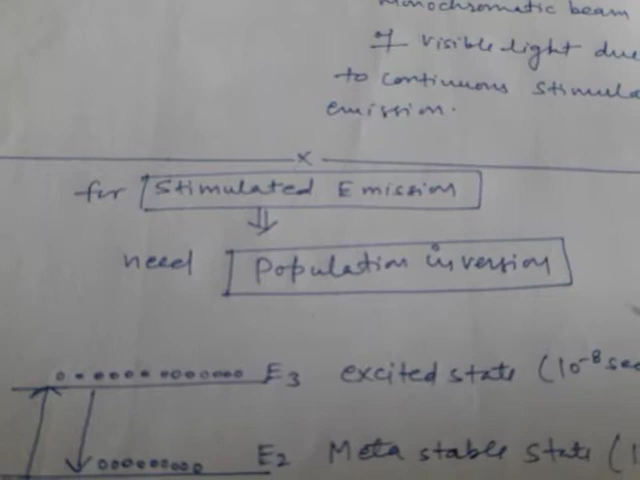 monochromatic beam
of visible light due
to continuous stimula
emission.
x
for Stimulated Emission
need Population inversion
E3 excited state (10-8 sec
E2 Meta stable state (1